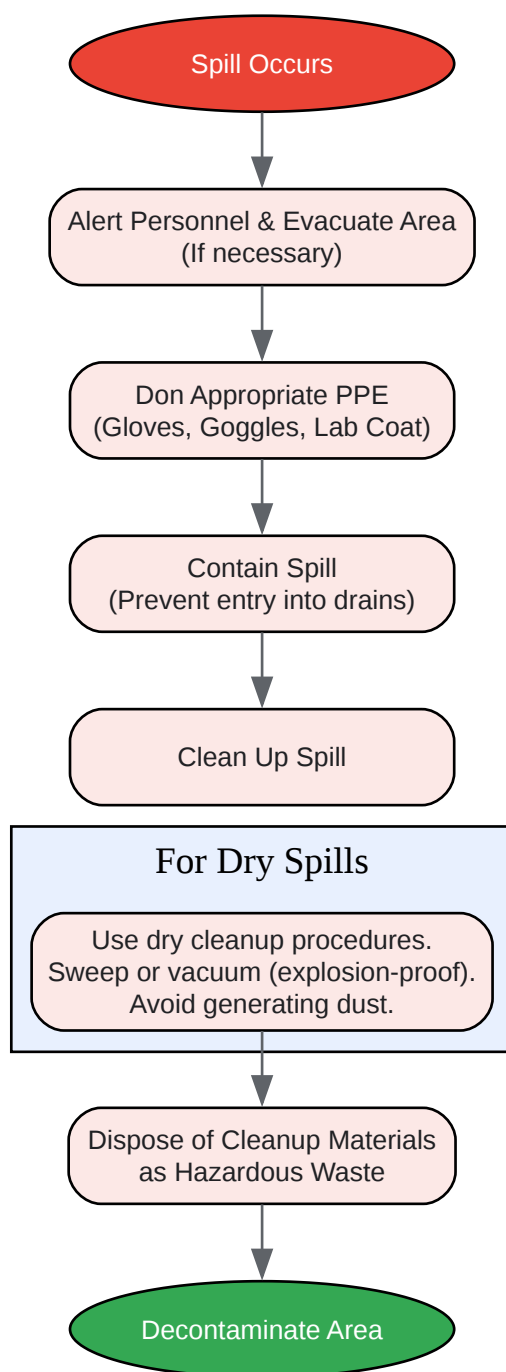 Spill Occurs
Alert Personnel & Evacuate Area
(If necessary)
Don Appropriate PPE
(Gloves, Goggles, Lab Coat)
Contain Spill
(Prevent entry into drains)
Clean Up Spill
For Dry Spills
Use dry cleanup procedures.
Sweep or vacuum (explosion-proof).
Avoid generating dust.
Dispose of Cleanup Materials
as Hazardous Waste
Decontaminate Area